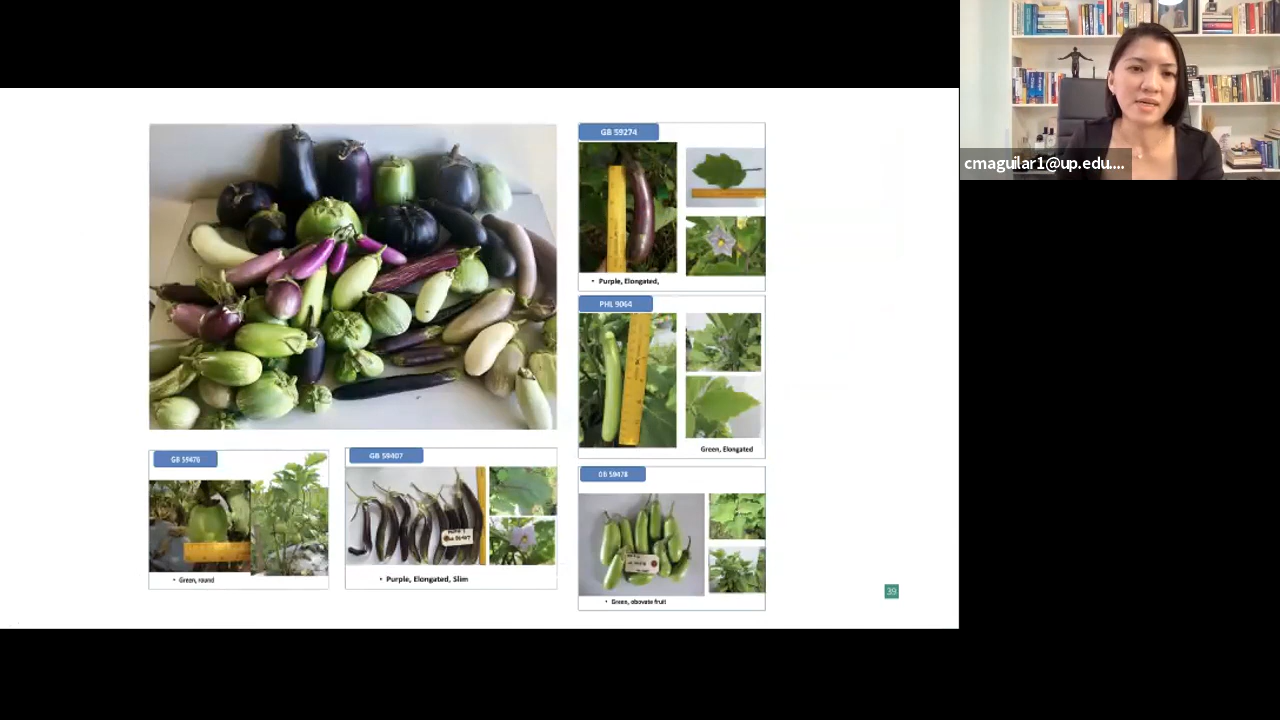 GB 59274
cmaguilar1@up.edu....
• Purple, Elongated,
PHL 9064
Green, Elongated
GB 59476
GB 59407
GB 59478
• Green, round
• Purple, Elongated, Slim
• Green, obovate fruit
39